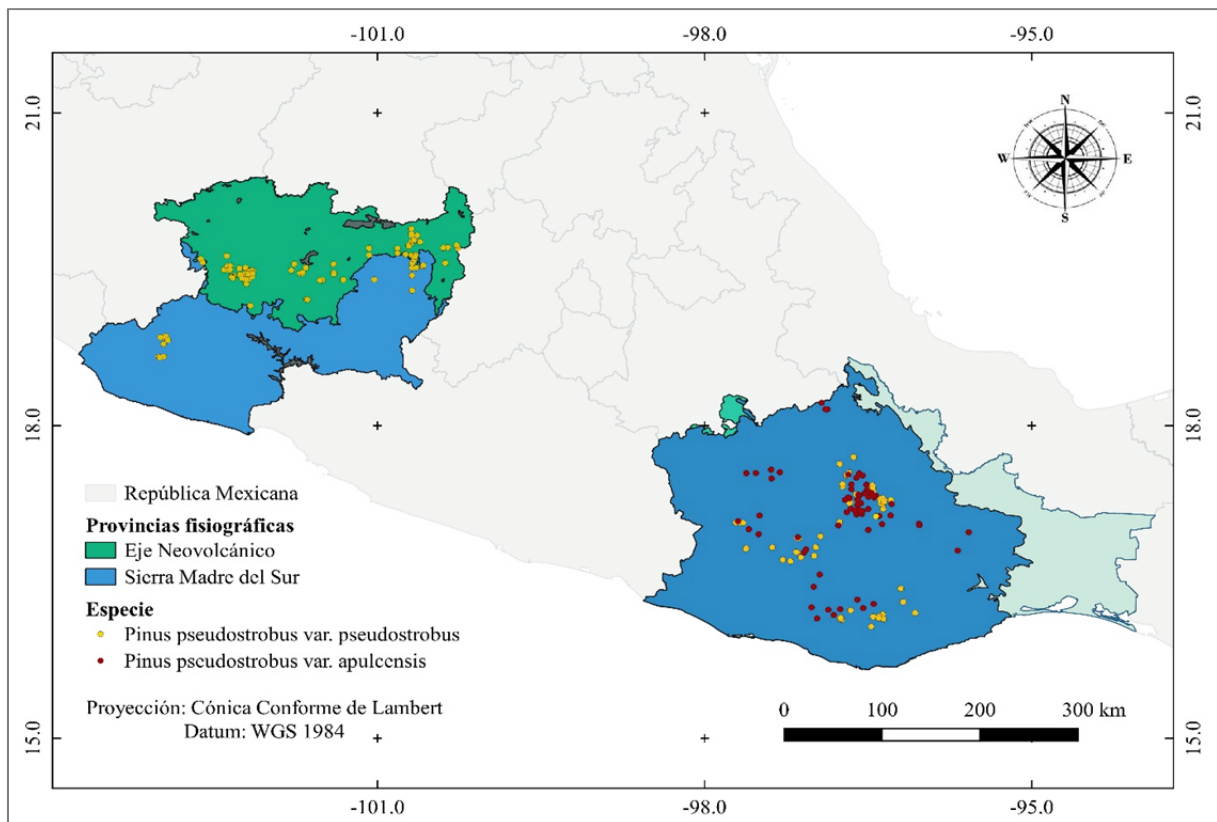 -101.0
-98.0
-95.0
21.0
21.0
N
W
E
S
18.0
18.0
República Mexicana
Provincias fisiográficas
Eje Neovolcánico
Sierra Madre del Sur
Especie
Pinus pseudostrobus var. pseudostrobus
Pinus pseudostrobus var. apulcensis
Proyección: Cónica Conforme de Lambert
Datum: WGS 1984
0
100
200
300 km
15.0
15.0
-101.0
-98.0
-95.0